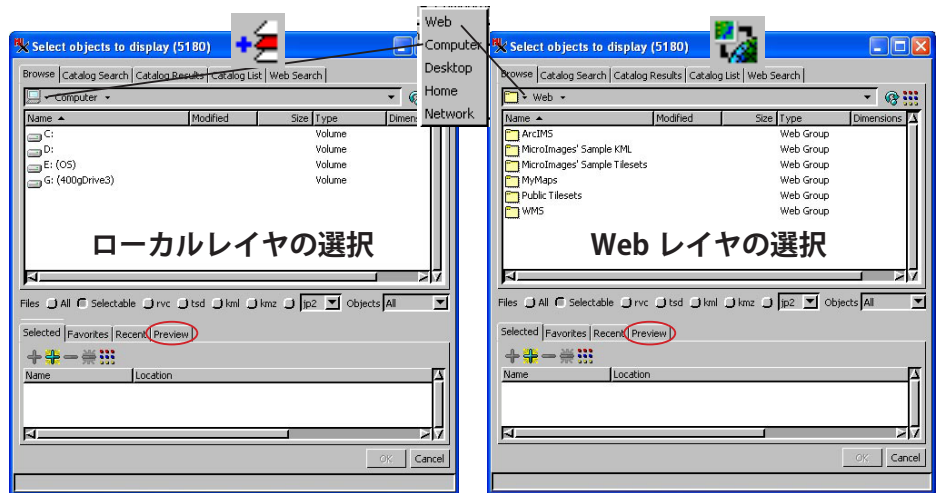 Select objects to display (5180)
Browse Catalog Search Catalog Results Catalog List Web Search
Computer
Name Modified Size Type Dimens
C: Volume
D: Volume
E: (OS) Volume
G: (400gDrive3) Volume
ローカルレイヤの選択
Files All Selectable rvc tsd kml kmz jp2 Objects All
Selected Favorites Recent Preview
Name Location
OK Cancel
Web
Computer
Desktop
Home
Network
Select objects to display (5180)
Browse Catalog Search Catalog Results Catalog List Web Search
Web
Name Modified Size Type Dimensions
ArcIMS Web Group
MicroImages' Sample KML Web Group
MicroImages' Sample Tilesets Web Group
MyMaps Web Group
Public Tilesets Web Group
WMS Web Group
Web レイヤの選択
Files All Selectable rvc tsd kml kmz jp2 Objects All
Selected Favorites Recent Preview
Name Location
OK Cancel